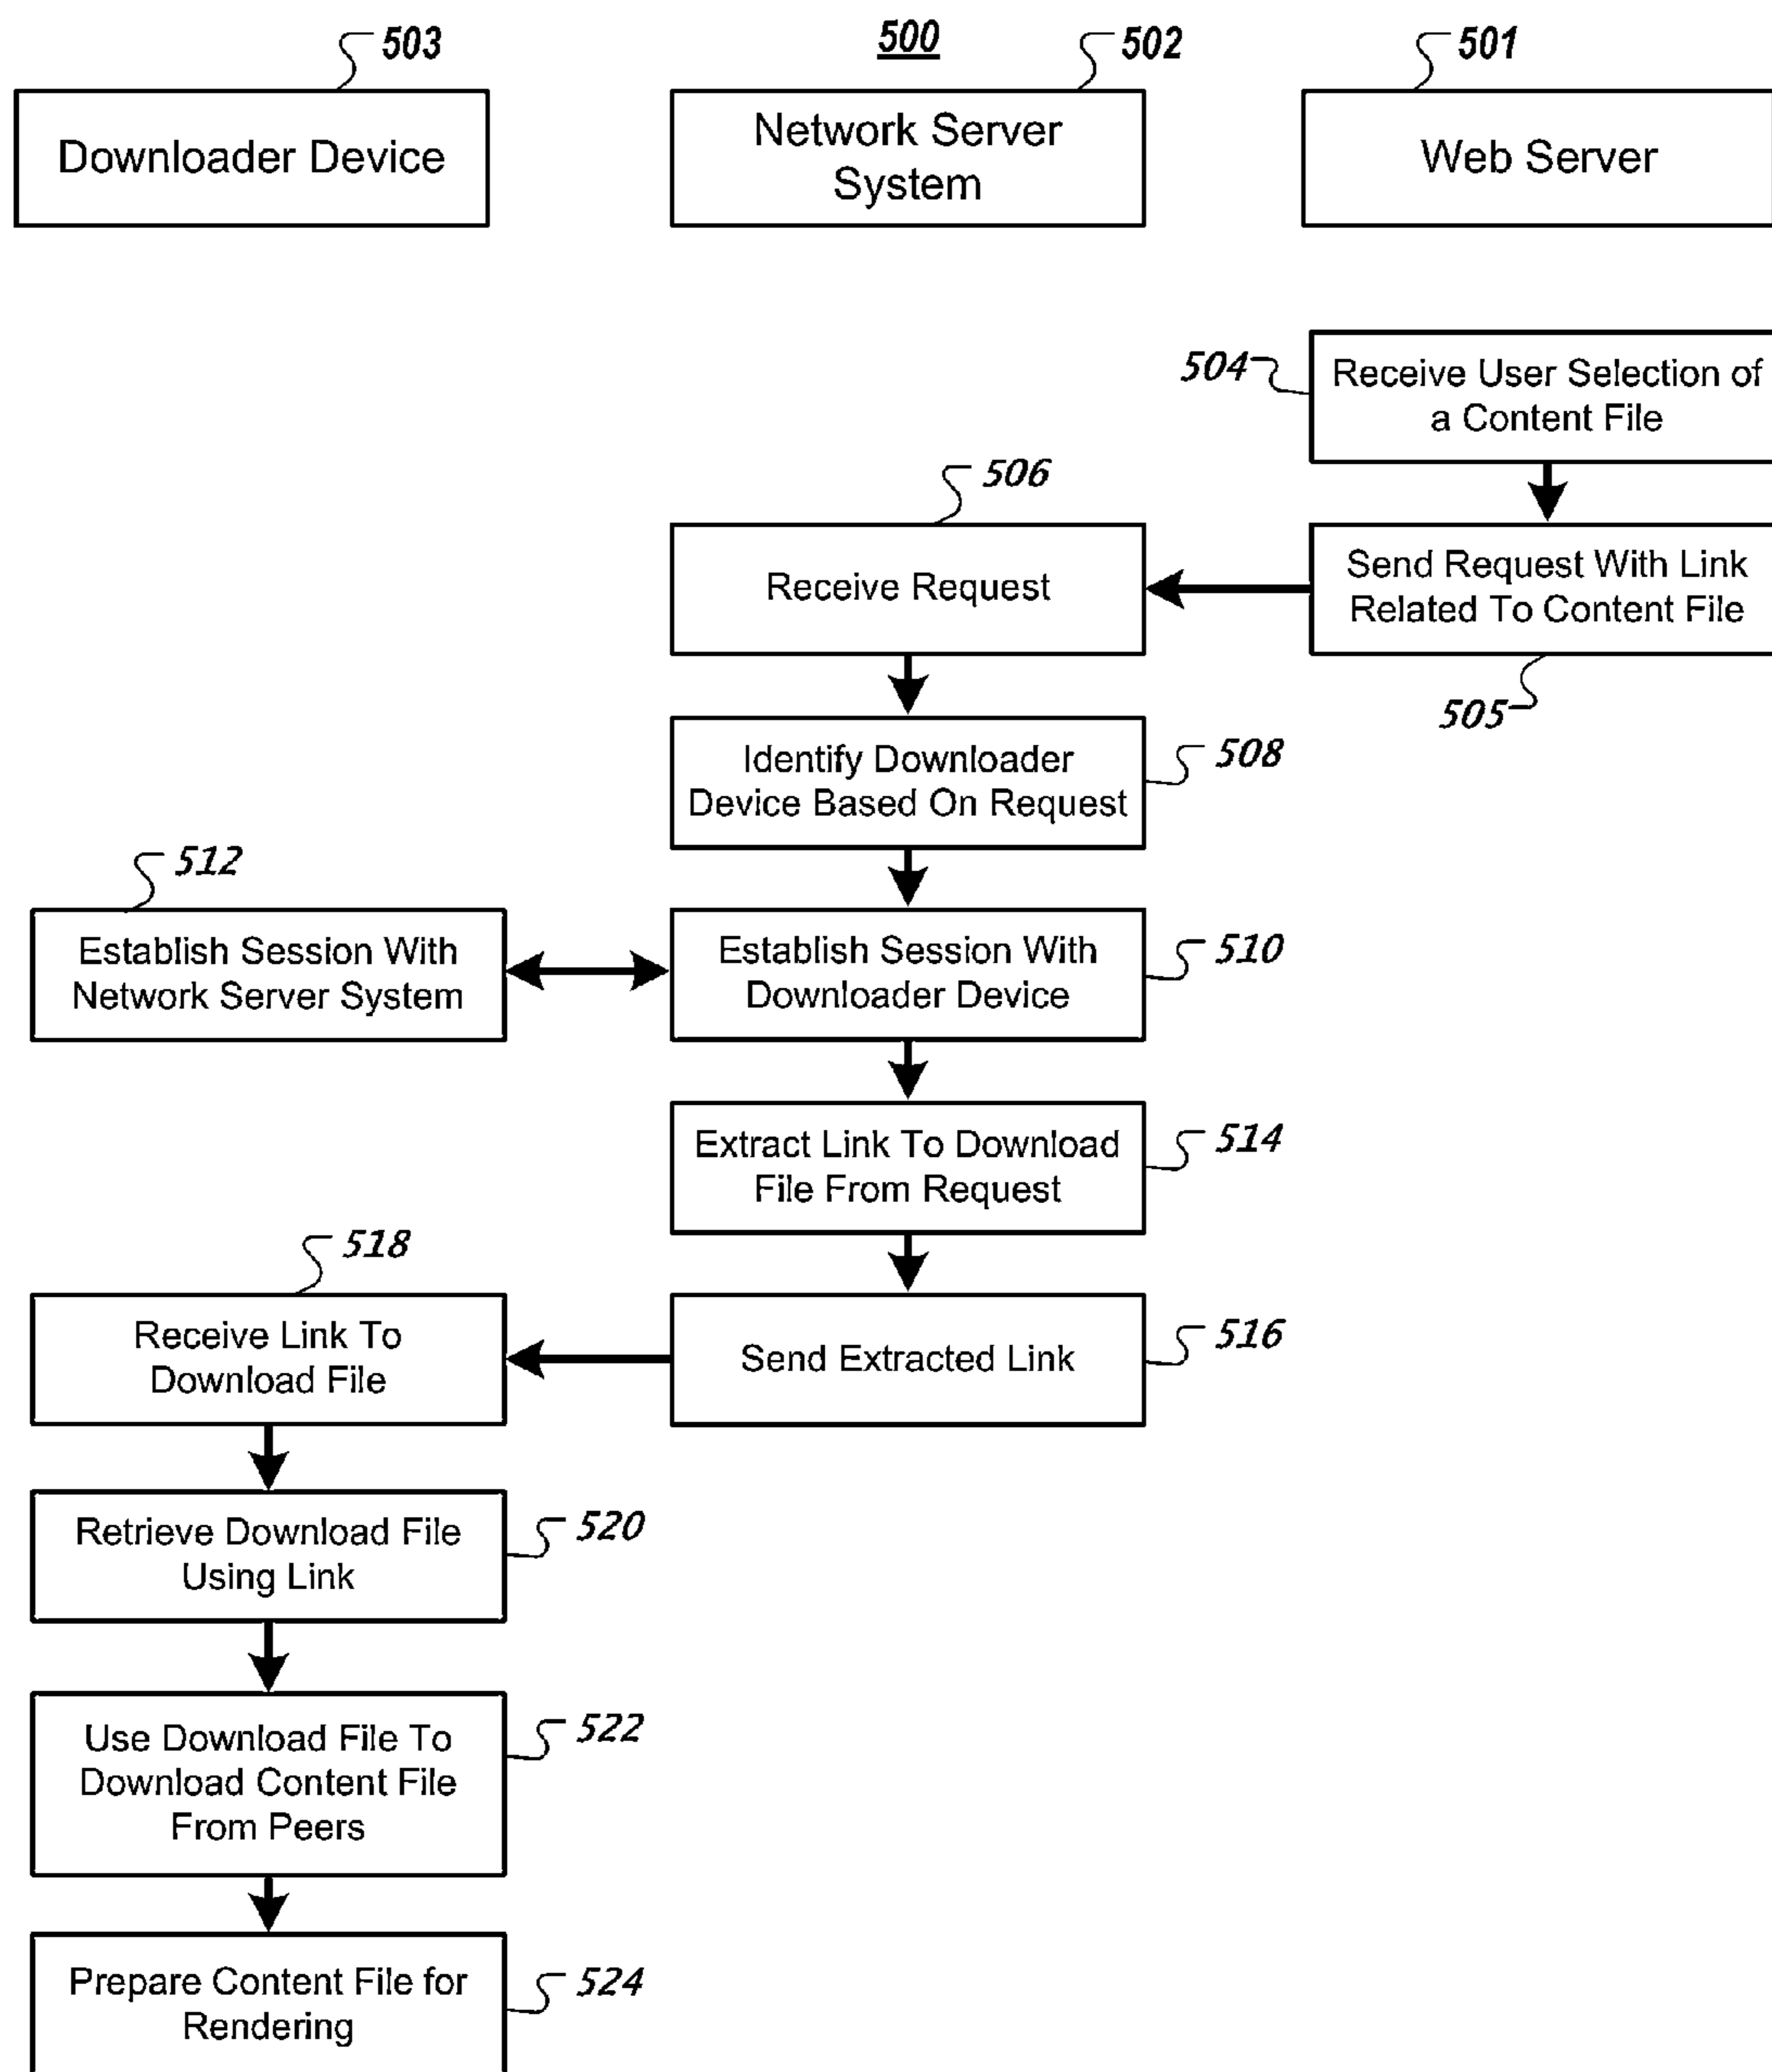 503
500
502
501
Downloader Device
Network Server
System
Web Server
504
Receive User Selection of
a Content File
506
Receive Request
Send Request With Link
Related To Content File
505
Identify Downloader
Device Based On Request
508
512
Establish Session With
Network Server System
Establish Session With
Downloader Device
510
Extract Link To Download
File From Request
514
518
Receive Link To
Download File
Send Extracted Link
516
Retrieve Download File
Using Link
520
Use Download File To
Download Content File
From Peers
522
Prepare Content File for
Rendering
524